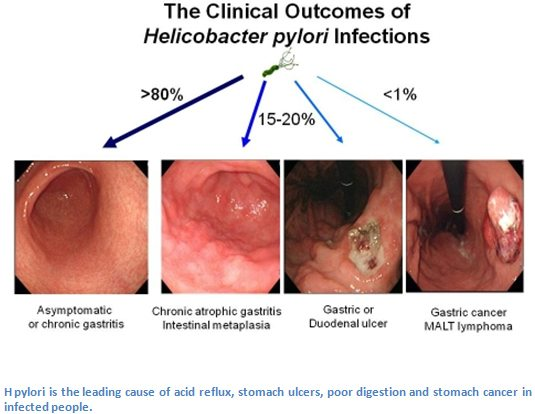 The Clinical Outcomes of
Helicobacter pylori Infections
>80%
15-20%
<1%
Asymptomatic
or chronic gastritis
Chronic atrophic gastritis
Intestinal metaplasia
Gastric or
Duodenal ulcer
Gastric cancer
MALT lymphoma
H pylori is the leading cause of acid reflux, stomach ulcers, poor digestion and stomach cancer in
infected people.